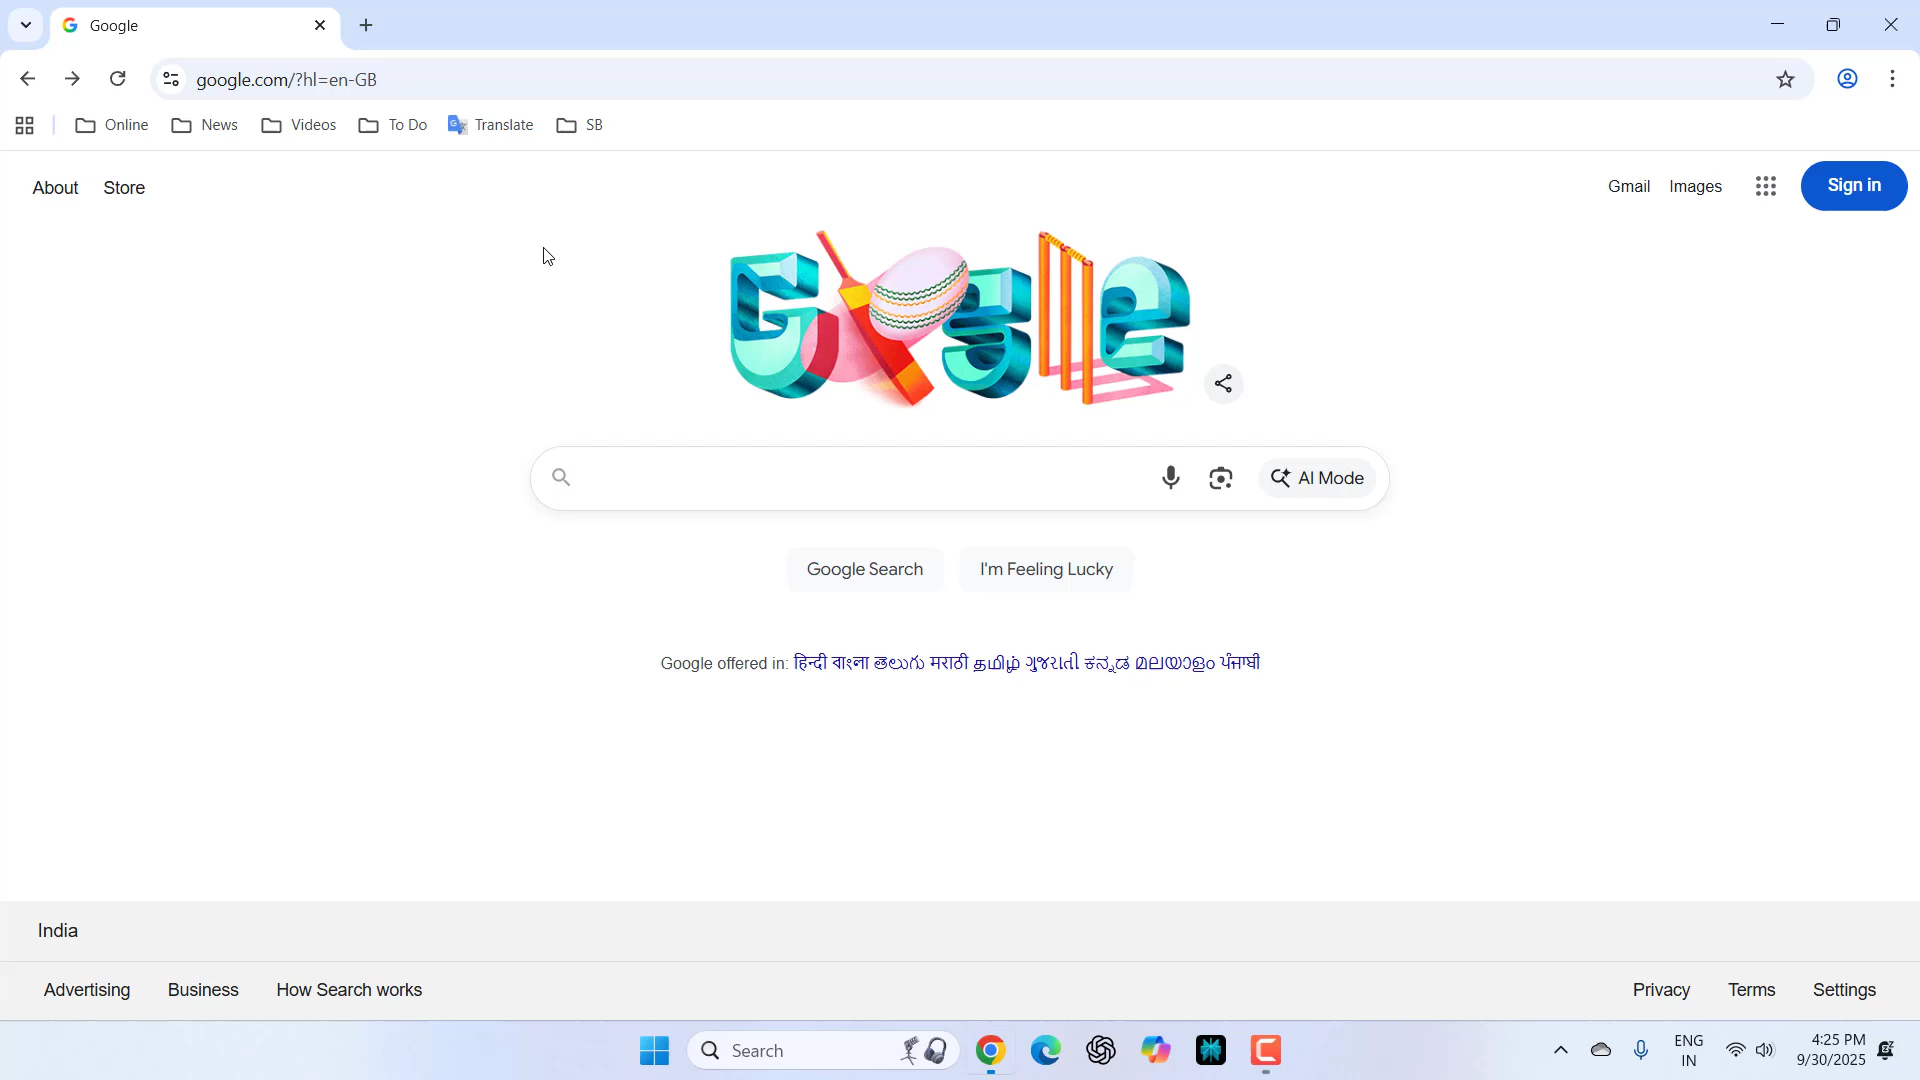 Google
google.com/?hl=en-GB
Online News Videos To Do Translate SB
About Store Gmail Images Sign in
Google
AI Mode
Google Search I'm Feeling Lucky
Google offered in: हिन्दी বাংলা తెలుగు मराठी தமிழ் ગુજરાતી ಕನ್ನಡ മലയാളം ਪੰਜਾਬੀ
India
Advertising Business How Search works Privacy Terms Settings
Search ENG 4:25 PM
IN 9/30/2025